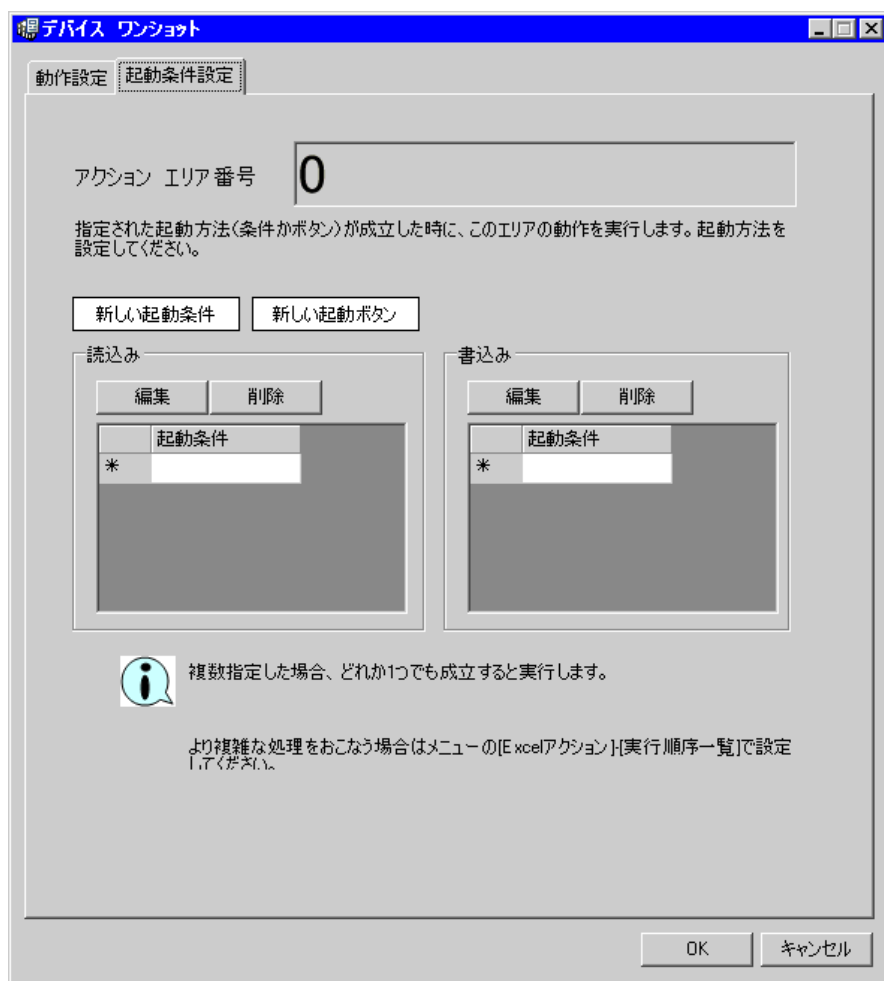 デバイス ワンショット
動作設定 起動条件設定
アクション エリア番号 0
指定された起動方法(条件かボタン)が成立した時に、このエリアの動作を実行します。起動方法を
設定してください。
新しい起動条件 新しい起動ボタン
読込み
編集 削除
起動条件
*
書込み
編集 削除
起動条件
*
複数指定した場合、どれか1つでも成立すると実行します。
より複雑な処理をおこなう場合はメニューの[Excelアクション]-[実行順序一覧]で設定
してください。
OK キャンセル